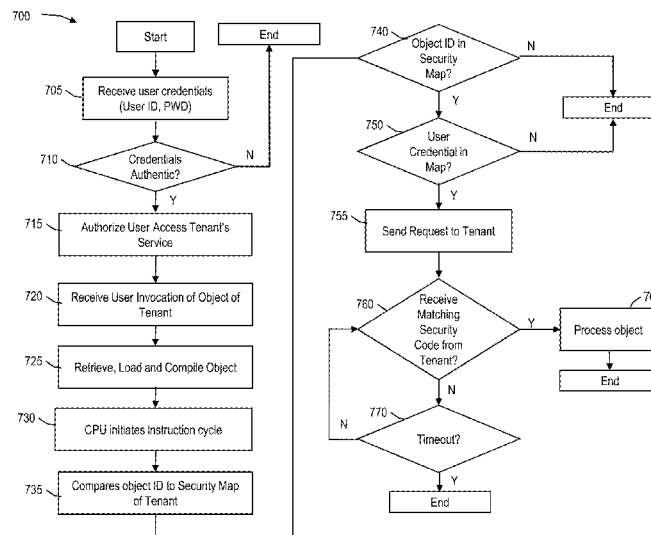 700
Start
End
705
Receive user credentials
(User ID, PWD)
710
Credentials
Authentic?
N
Y
715
Authorize User Access Tenant's
Service
720
Receive User Invocation of Object of
Tenant
725
Retrieve, Load and Compile Object
730
CPU initiates instruction cycle
735
Compares object ID to Security Map
of Tenant
740
Object ID in
Security
Map?
N
Y
End
750
User
Credential in
Map?
N
Y
755
Send Request to Tenant
760
Receive
Matching
Security
Code from
Tenant?
Y
Process object
End
N
770
Timeout?
N
Y
End